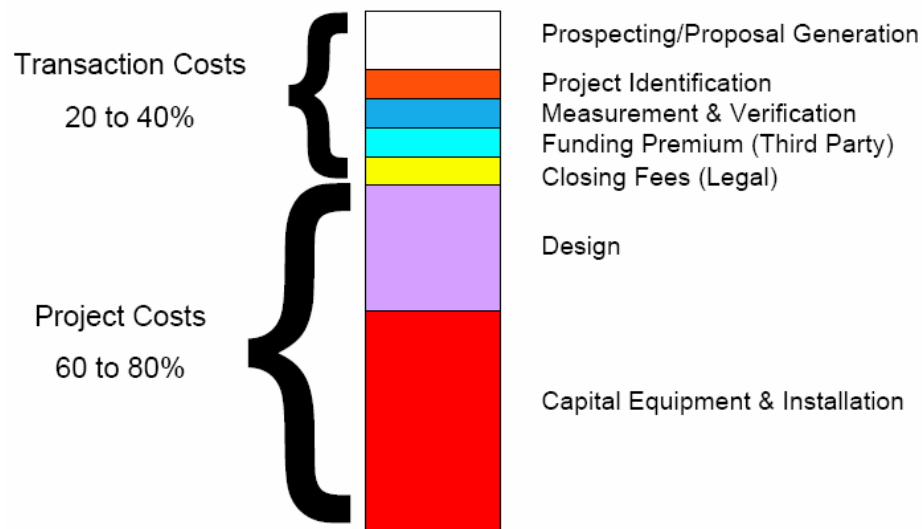 Transaction Costs
20 to 40%
Project Costs
60 to 80%
Prospecting/Proposal Generation
Project Identification
Measurement & Verification
Funding Premium (Third Party)
Closing Fees (Legal)
Design
Capital Equipment & Installation